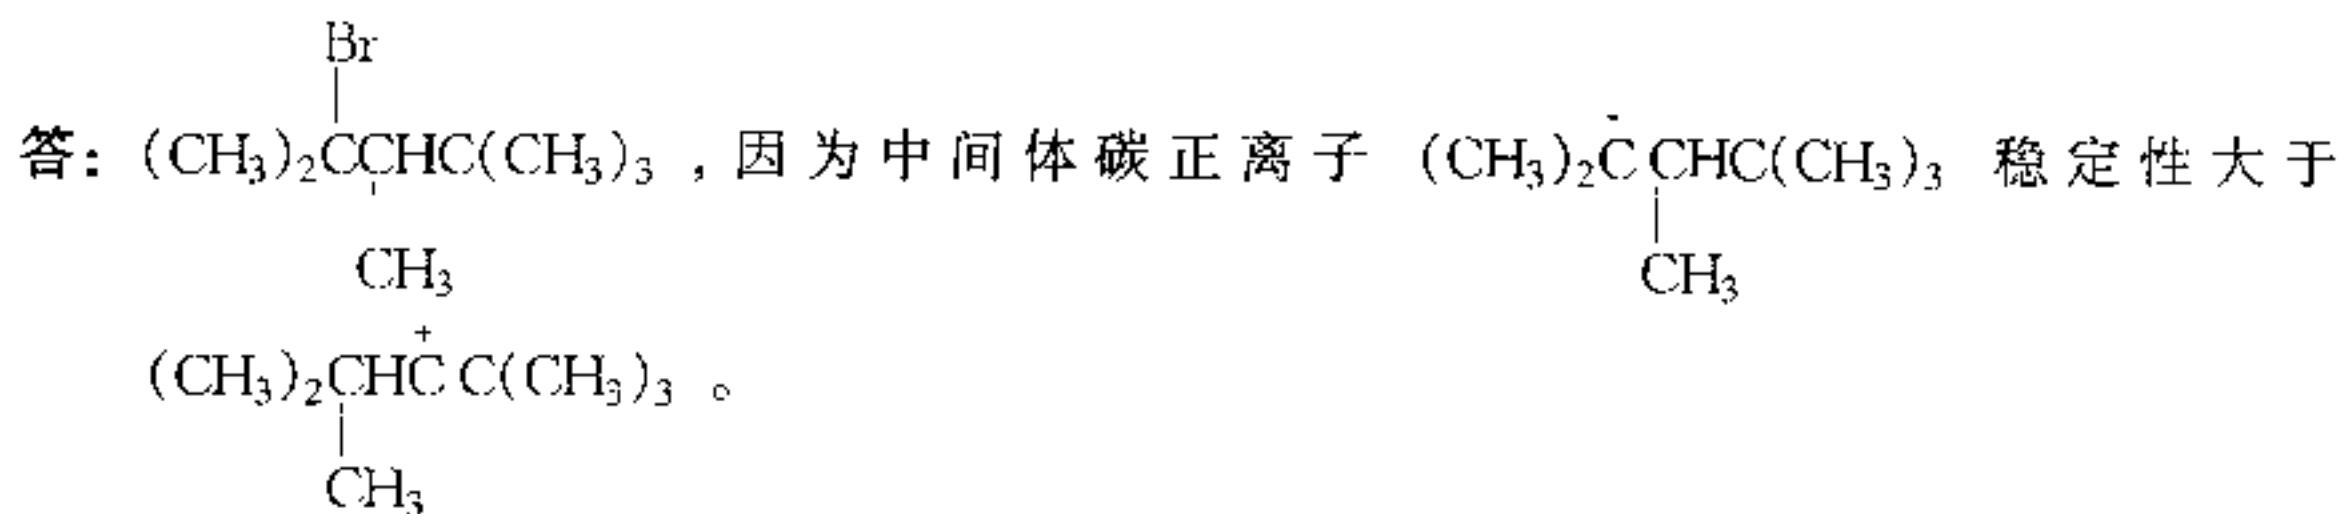 Br
答：(CH₃)₂CCHC(CH₃)₃，因为中间体碳正离子 (CH₃)₂C CHC(CH₃)₃ 稳定性大于
CH₃ CH₃
+
(CH₃)₂CHC C(CH₃)₃。
CH₃